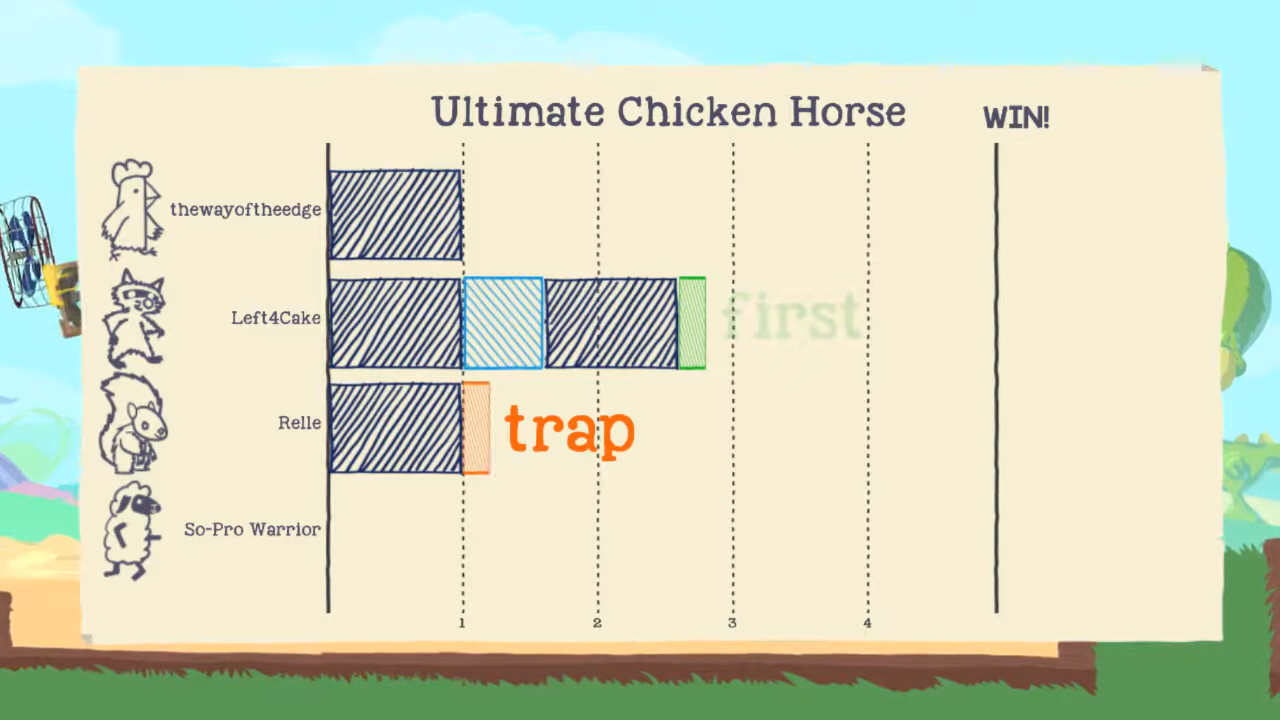 Ultimate Chicken Horse
WIN!
thewayoftheedge
Left4Cake
first
Relle
trap
So-Pro Warrior
1 2 3 4